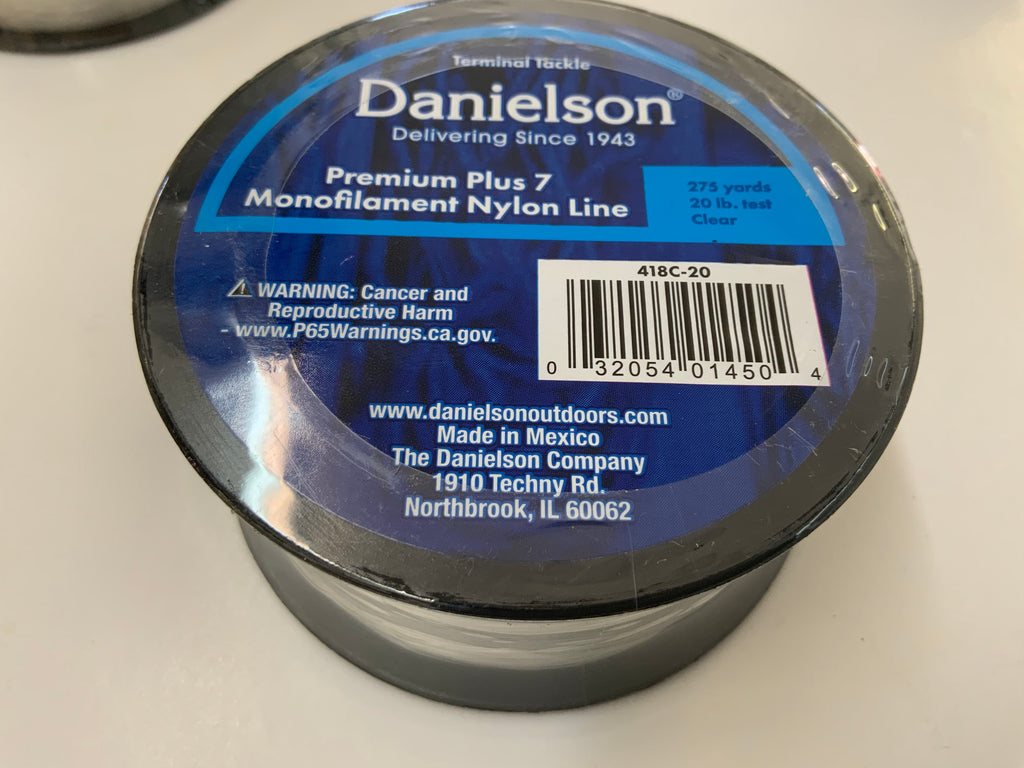 Terminal Tackle
Danielson®
Delivering Since 1943
Premium Plus 7
Monofilament Nylon Line
275 yards
20 lb. test
Clear
418C-20
0 32054 01450 4
⚠ WARNING: Cancer and
Reproductive Harm
- www.P65Warnings.ca.gov.
www.danielsonoutdoors.com
Made in Mexico
The Danielson Company
1910 Techny Rd.
Northbrook, IL 60062